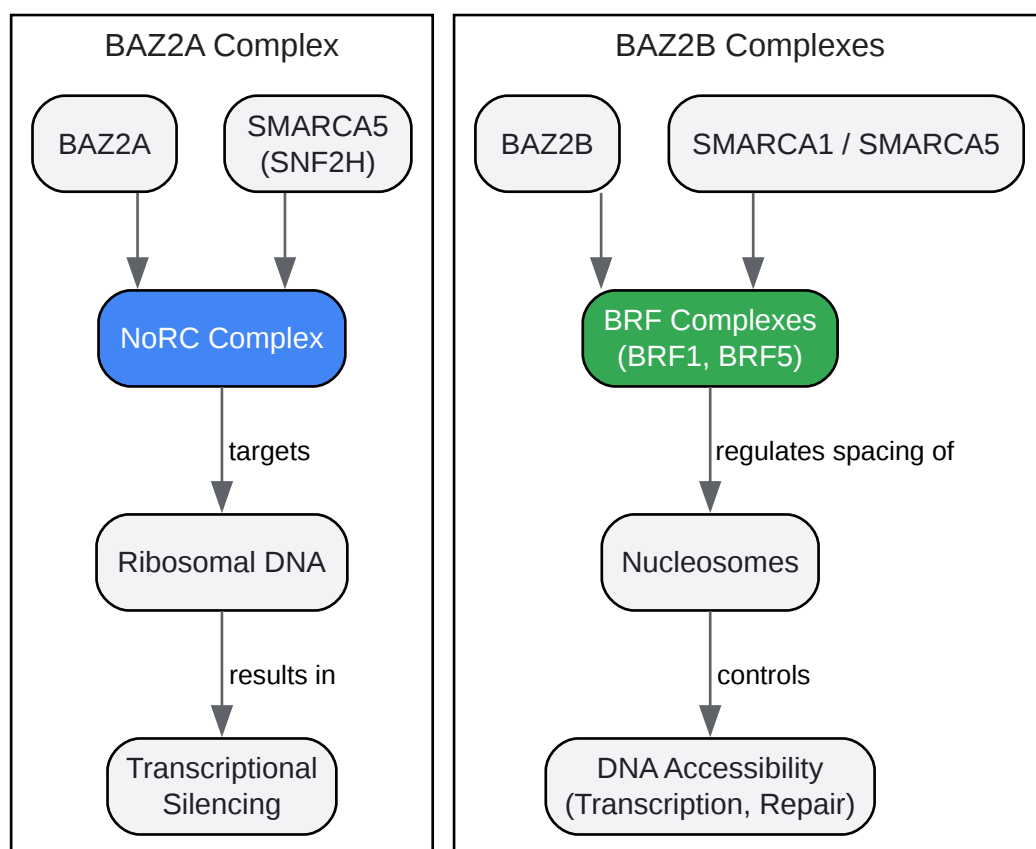 BAZ2A Complex
BAZ2A
SMARCA5
(SNF2H)
NoRC Complex
targets
Ribosomal DNA
results in
Transcriptional
Silencing
BAZ2B Complexes
BAZ2B
SMARCA1 / SMARCA5
BRF Complexes
(BRF1, BRF5)
regulates spacing of
Nucleosomes
controls
DNA Accessibility
(Transcription, Repair)